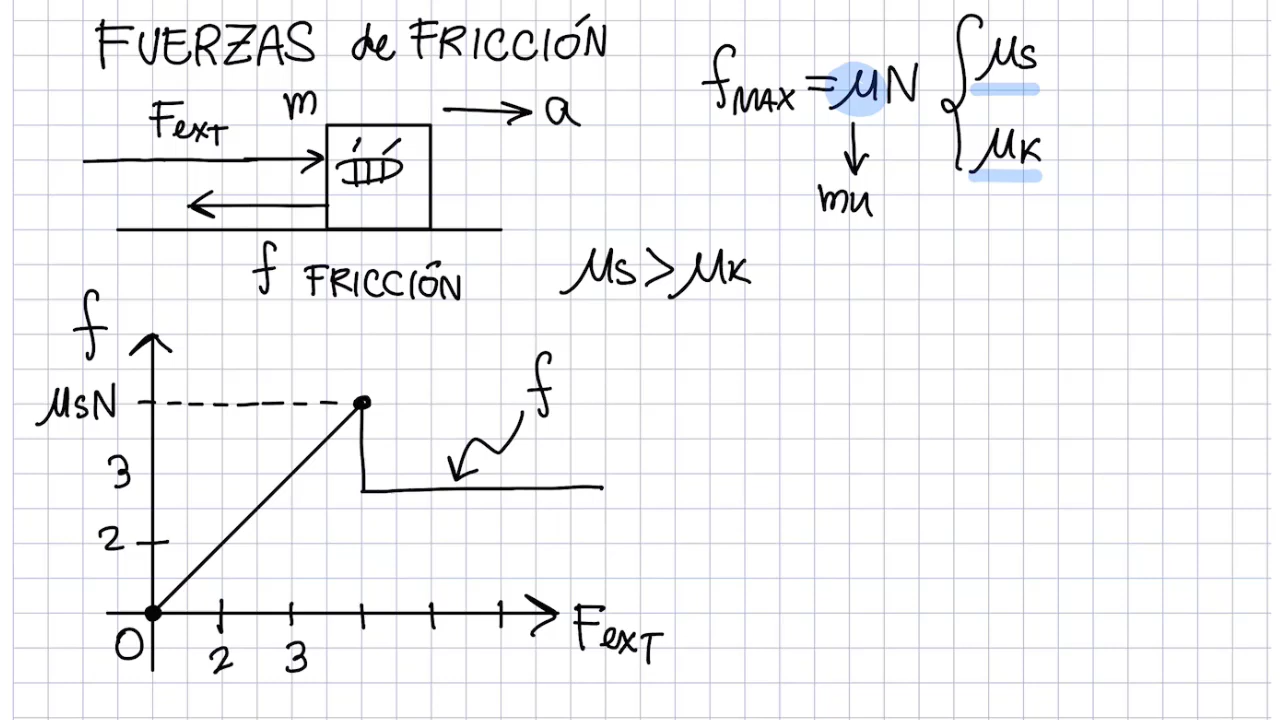 FUERZAS de FRICCIÓN
fMAX = μN { μs
μk
mu
FEXT
m
a
f FRICCIÓN
μs > μk
f
μsN
f
3
2
0
2 3
FEXT